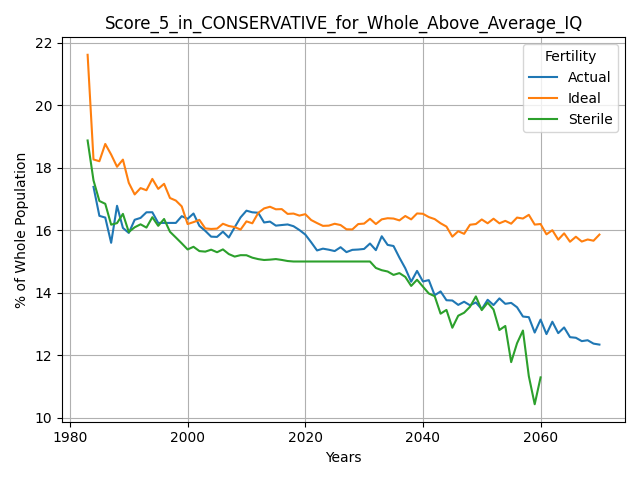 Score_5_in_CONSERVATIVE_for_Whole_Above_Average_IQ
Fertility
Actual
Ideal
Sterile
% of Whole Population
22
20
18
16
14
12
10
1980
2000
2020
2040
2060
Years